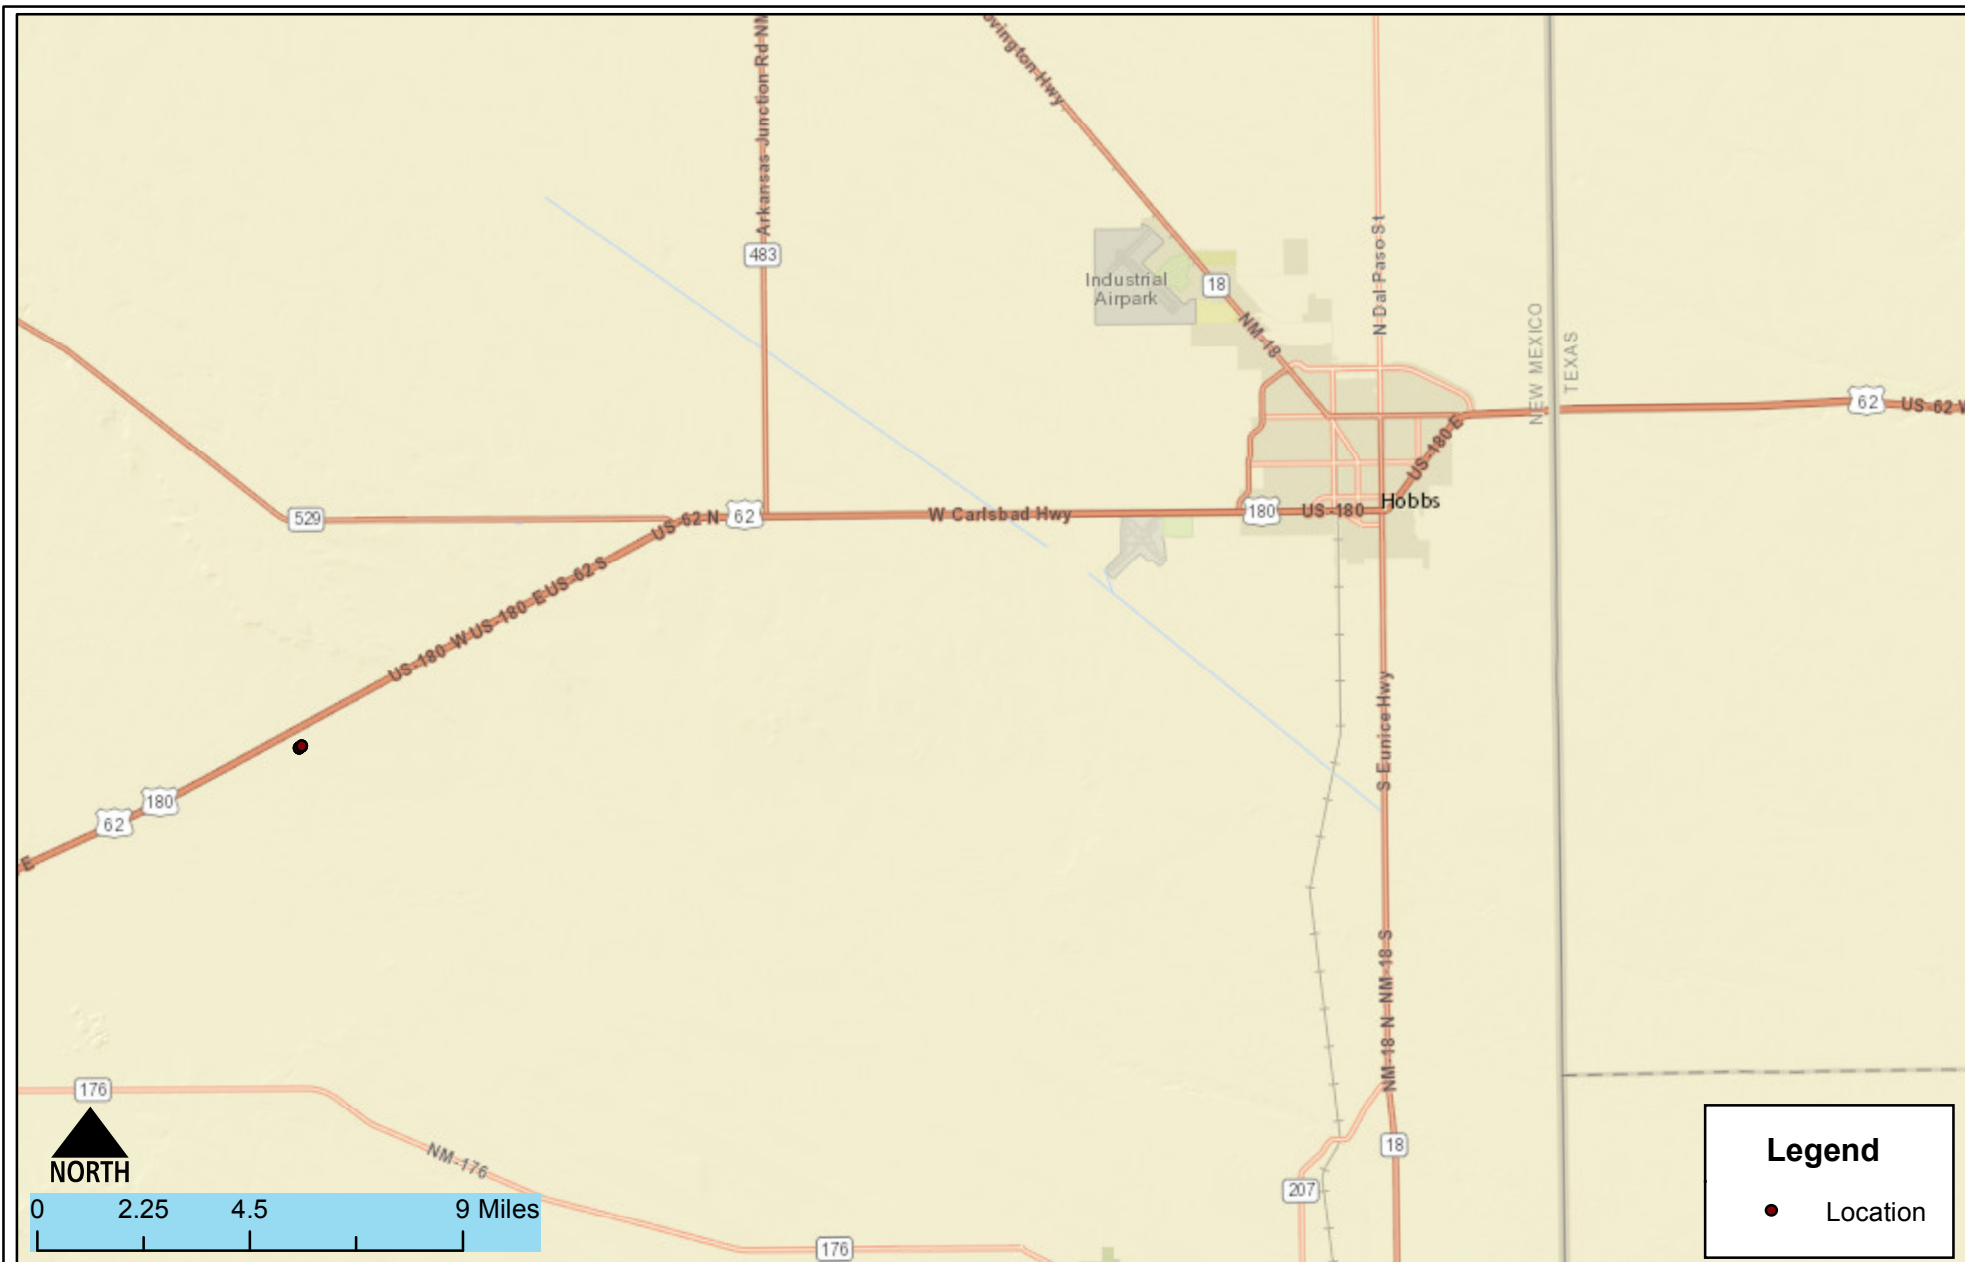 Arkansas Junction Rd NM
ovington Hwy
483
Industrial
Airpark
18
NM-18
N Dal Paso St
NEW MEXICO
TEXAS
62
US-62 W
US-180 E
529
US-62 N
62
W Carlsbad Hwy
180
US-180
Hobbs
US-180 W US-180 E US-62 S
180
62
E
S Eunice Hwy
NM-18 N NM-18 S
176
NORTH
NM-176
18
207
176
0 2.25 4.5 9 Miles
Legend
Location